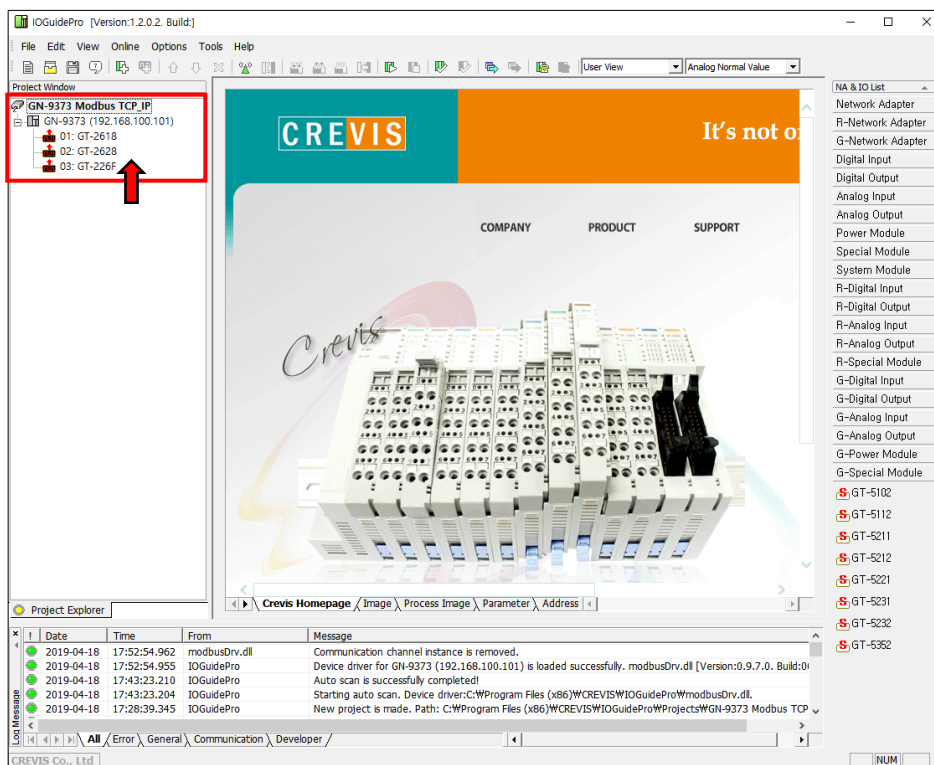 IOGuidePro [Version:1.2.0.2. Build:]
File Edit View Online Options Tools Help
User View Analog Normal Value
Project Window
GN-9373 Modbus TCP_IP
GN-9373 (192.168.100.101)
01: GT-2618
02: GT-2628
03: GT-226F
Project Explorer
CREVIS It's not o
COMPANY PRODUCT SUPPORT
Crevis
Crevis Homepage Image Process Image Parameter Address
NA & IO List
Network Adapter
R-Network Adapter
G-Network Adapter
Digital Input
Digital Output
Analog Input
Analog Output
Power Module
Special Module
System Module
R-Digital Input
R-Digital Output
R-Analog Input
R-Analog Output
R-Special Module
G-Digital Input
G-Digital Output
G-Analog Input
G-Analog Output
G-Power Module
G-Special Module
GT-5102
GT-5112
GT-5211
GT-5212
GT-5221
GT-5231
GT-5232
GT-5352
! Date Time From Message
2019-04-18 17:52:54.962 modbusDrv.dll Communication channel instance is removed.
2019-04-18 17:52:54.955 IOGuidePro Device driver for GN-9373 (192.168.100.101) is loaded successfully. modbusDrv.dll [Version:0.9.7.0. Build:0
2019-04-18 17:43:23.210 IOGuidePro Auto scan is successfully completed!
2019-04-18 17:43:23.204 IOGuidePro Starting auto scan. Device driver:C:₩Program Files (x86)₩CREVIS₩IOGuidePro₩modbusDrv.dll.
2019-04-18 17:28:39.345 IOGuidePro New project is made. Path: C:₩Program Files (x86)₩CREVIS₩IOGuidePro₩Projects₩GN-9373 Modbus TCP
Log Message
All Error General Communication Developer
CREVIS Co., Ltd NUM